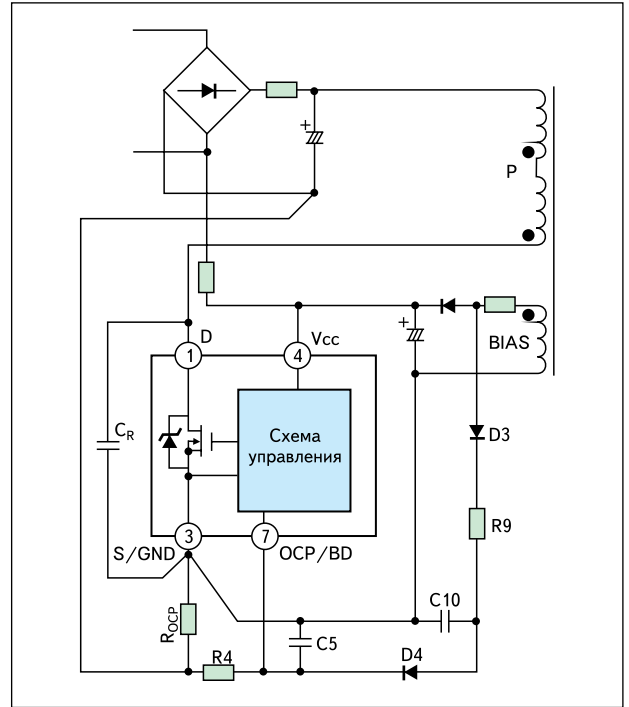 +
P
+
BIAS
D
Vcc
1
4
CR
Схема
управления
D3
R9
3
7
S/GND
OCP/BD
ROCP
C10
C5
R4
D4